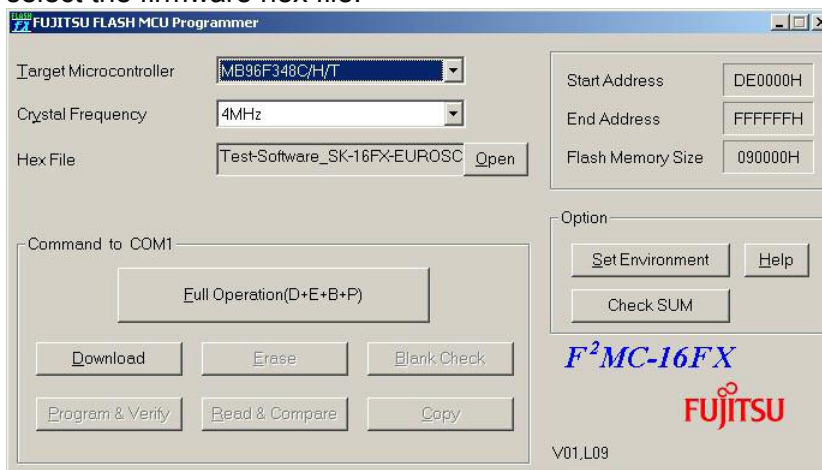 select the firmware hex file.
FUJITSU FLASH MCU Programmer
Target Microcontroller MB96F348C/H/T
Crystal Frequency 4MHz
Hex File Test-Software_SK-16FX-EUROSC Open
Start Address DE0000H
End Address FFFFFFH
Flash Memory Size 090000H
Command to COM1
Full Operation(D+E+B+P)
Download Erase Blank Check
Program & Verify Read & Compare Copy
Option
Set Environment Help
Check SUM
F²MC-16FX
FUJITSU
V01,L09